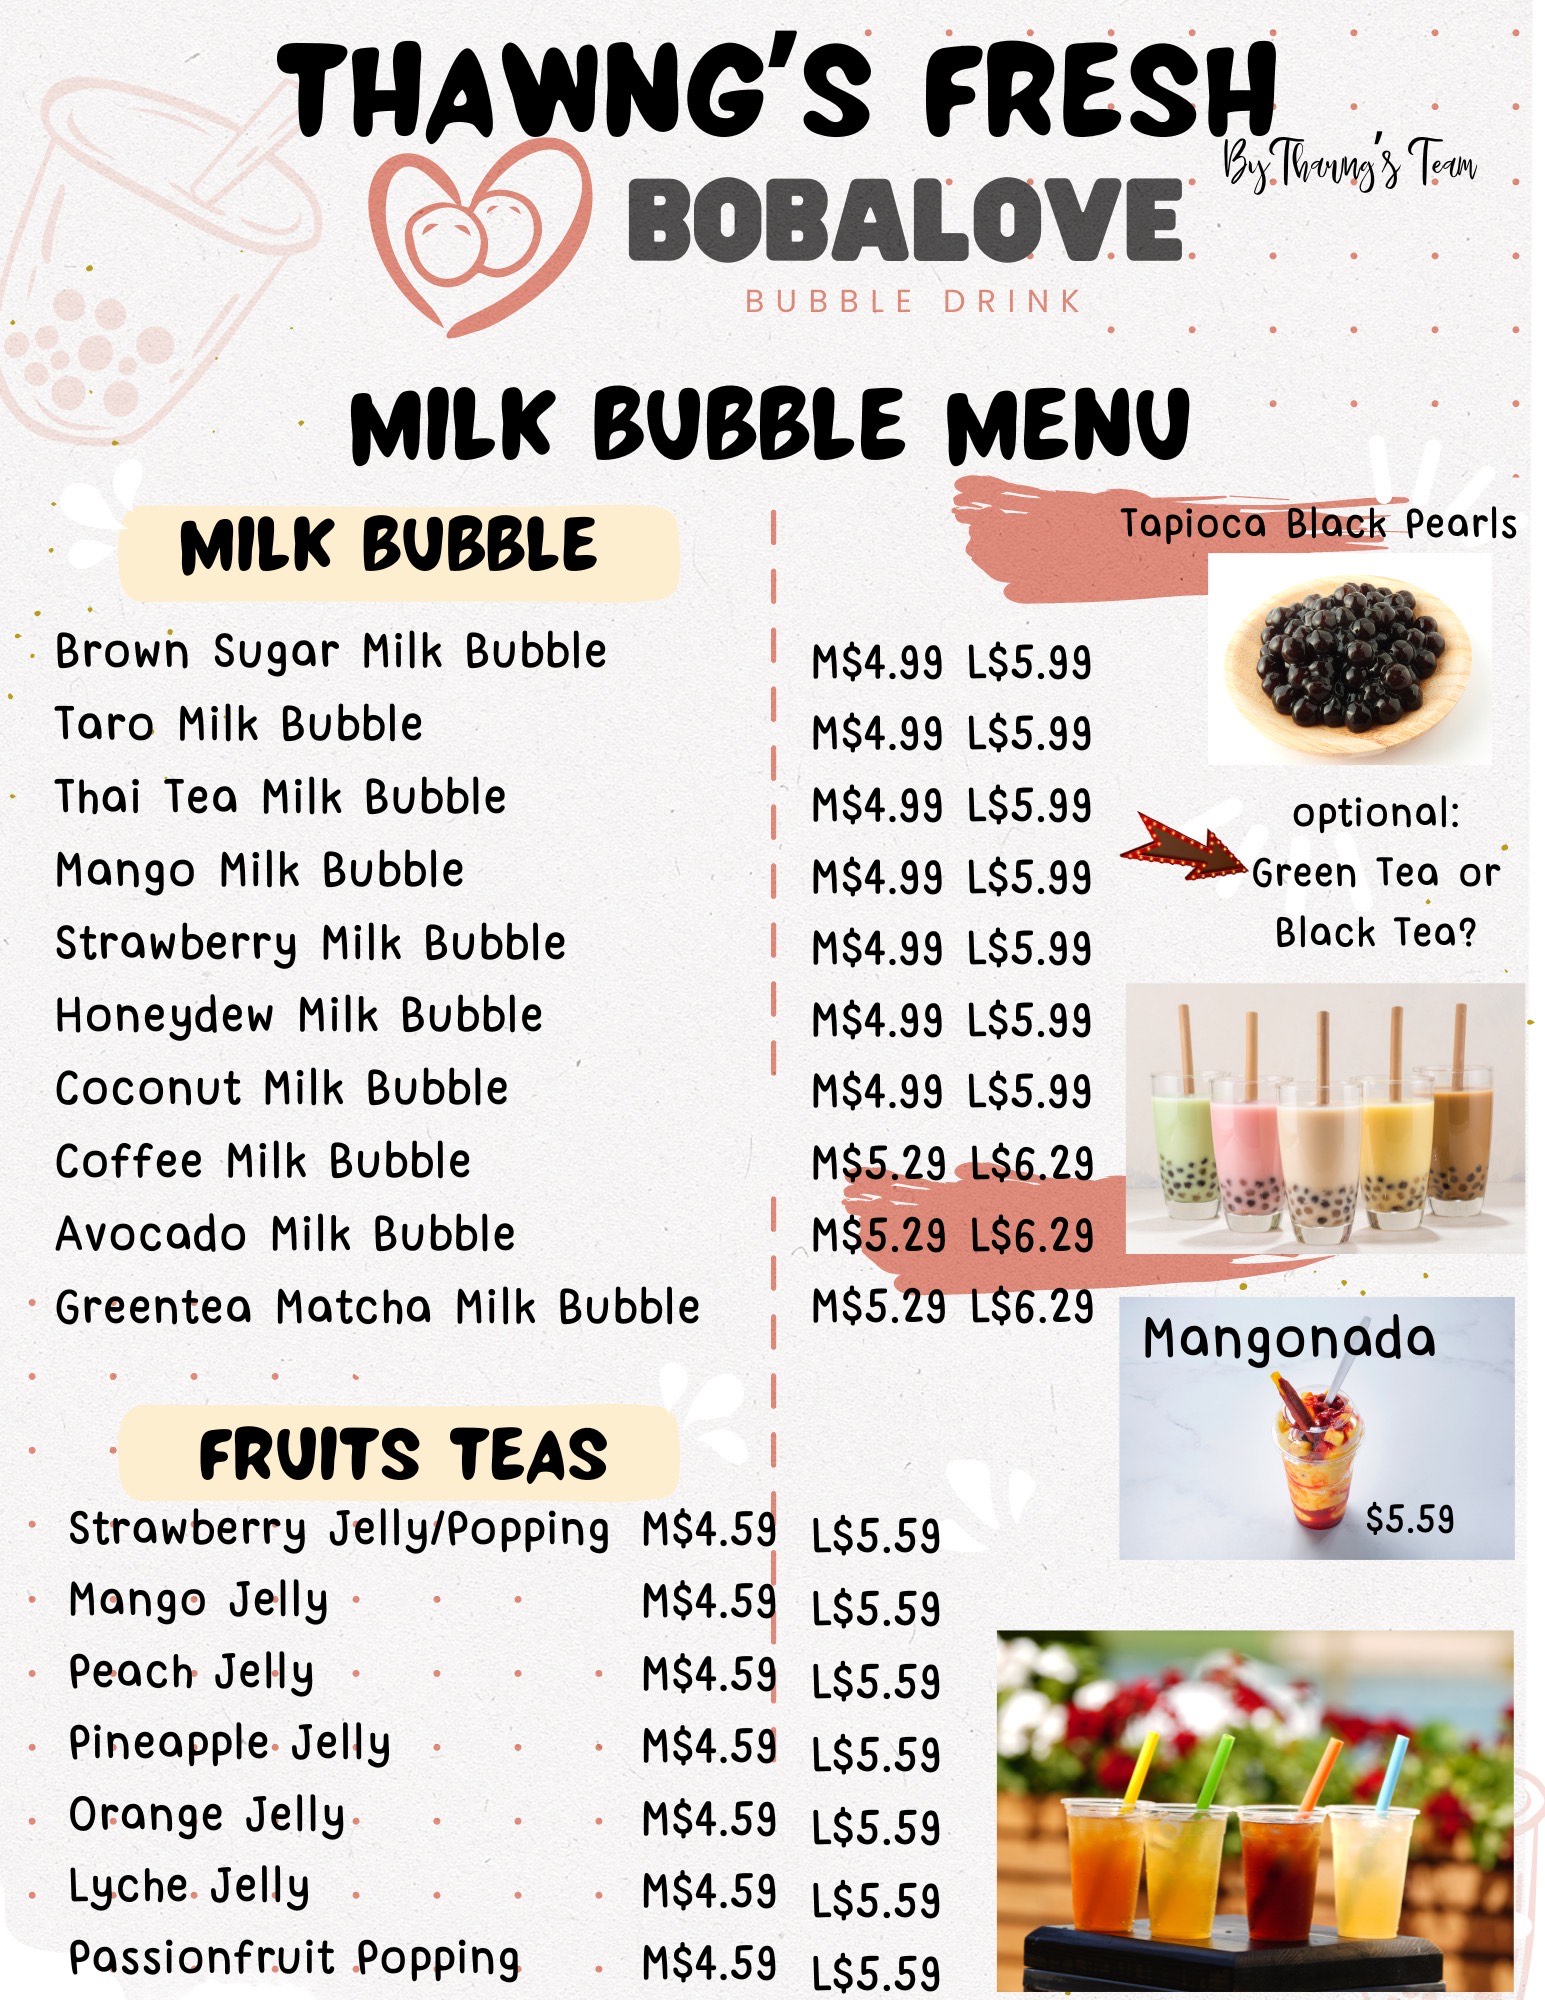 THAWNG'S FRESH
By Thawng's Team
BOBALOVE
BUBBLE DRINK
MILK BUBBLE MENU
MILK BUBBLE
Tapioca Black Pearls
Brown Sugar Milk Bubble M$4.99 L$5.99
Taro Milk Bubble M$4.99 L$5.99
Thai Tea Milk Bubble M$4.99 L$5.99
Mango Milk Bubble M$4.99 L$5.99
Strawberry Milk Bubble M$4.99 L$5.99
Honeydew Milk Bubble M$4.99 L$5.99
Coconut Milk Bubble M$4.99 L$5.99
Coffee Milk Bubble M$5.29 L$6.29
Avocado Milk Bubble M$5.29 L$6.29
Greentea Matcha Milk Bubble M$5.29 L$6.29
optional:
Green Tea or
Black Tea?
Mangonada
$5.59
FRUITS TEAS
Strawberry Jelly/Popping M$4.59 L$5.59
Mango Jelly M$4.59 L$5.59
Peach Jelly M$4.59 L$5.59
Pineapple Jelly M$4.59 L$5.59
Orange Jelly M$4.59 L$5.59
Lyche Jelly M$4.59 L$5.59
Passionfruit Popping M$4.59 L$5.59